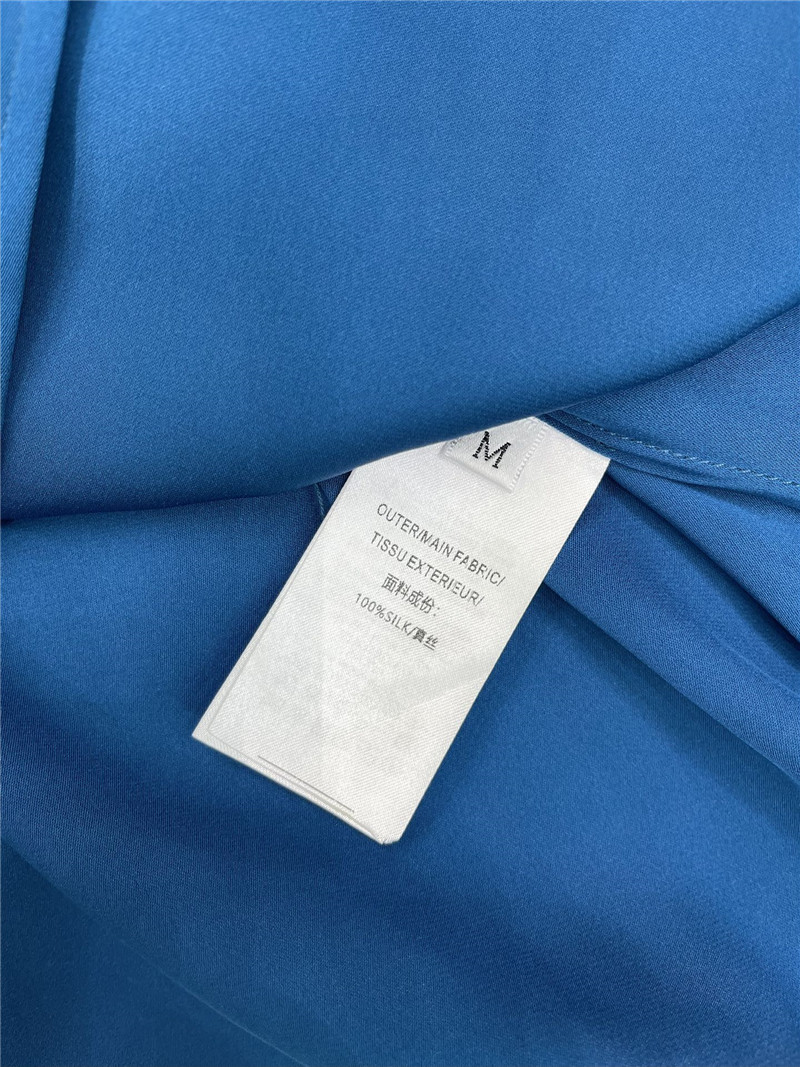 M
OUTER/MAIN FABRIC/
TISSU EXTERIEUR/
面料成份:
100%SILK/真丝